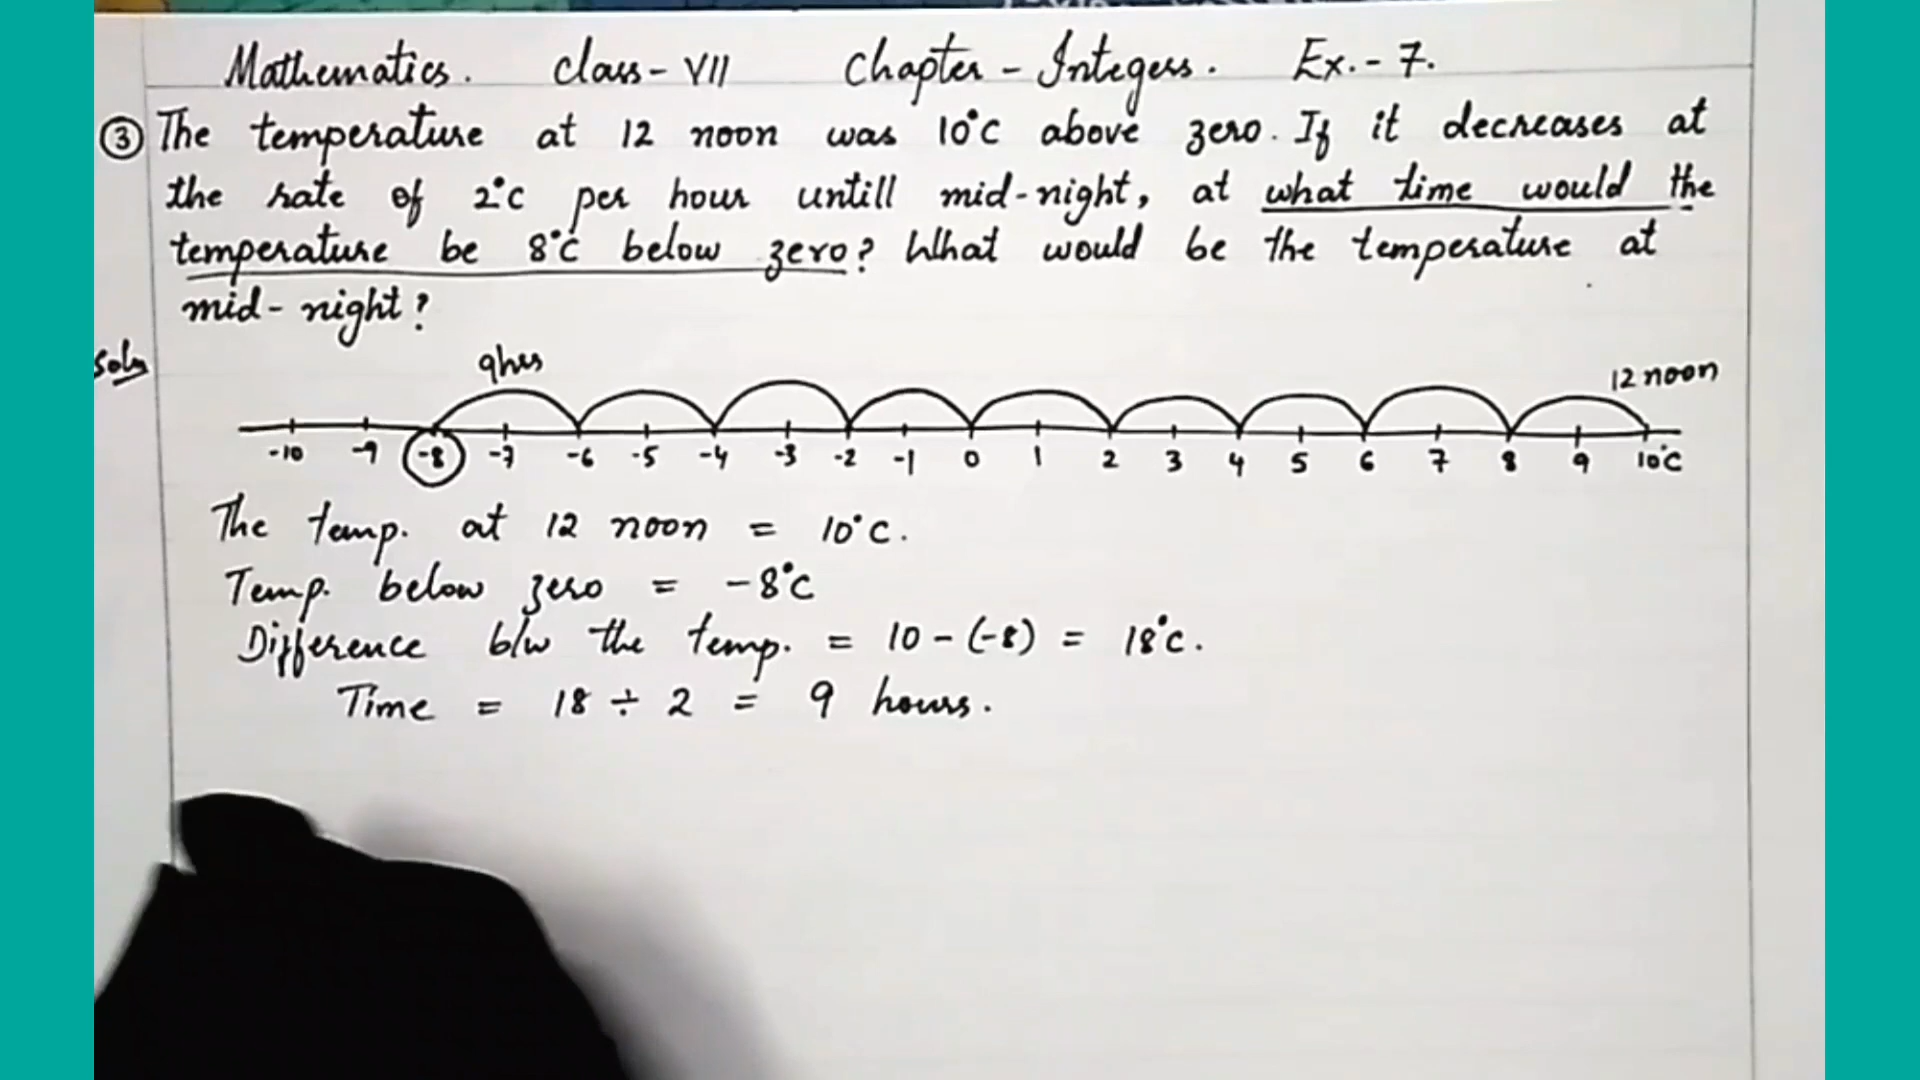 Mathematics. Class-VII Chapter - Integers. Ex.- 7.
③ The temperature at 12 noon was 10°C above zero. If it decreases at
the rate of 2°C per hour untill mid-night, at what time would the
temperature be 8°C below zero? What would be the temperature at
mid-night?
Soln
9hrs 12 noon
-10 -9 -8 -7 -6 -5 -4 -3 -2 -1 0 1 2 3 4 5 6 7 8 9 10°C
The temp. at 12 noon = 10°C.
Temp. below zero = -8°C
Difference b/w the temp. = 10-(-8) = 18°C.
Time = 18 ÷ 2 = 9 hours.